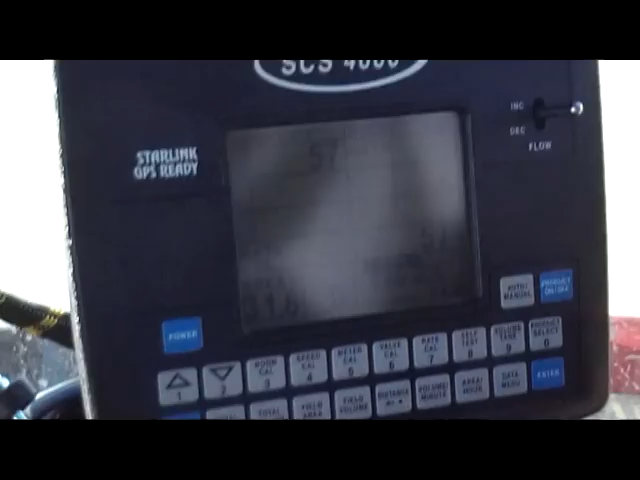 SCS 4000
INC
DEC
FLOW
STARLINK
GPS READY
57
AUTO/
MANUAL
PRODUCT
ON/OFF
POWER
1
2
BOOM
CAL
3
SPEED
CAL
4
METER
CAL
5
VALVE
CAL
6
RATE
CAL
7
SELF
TEST
8
VOLUME
TANK
9
PRODUCT
SELECT
0
TOTAL
FIELD
AREA
FIELD
VOLUME
DISTANCE
VOLUME/
MINUTE
AREA/
HOUR
DATA
MENU
ENTER